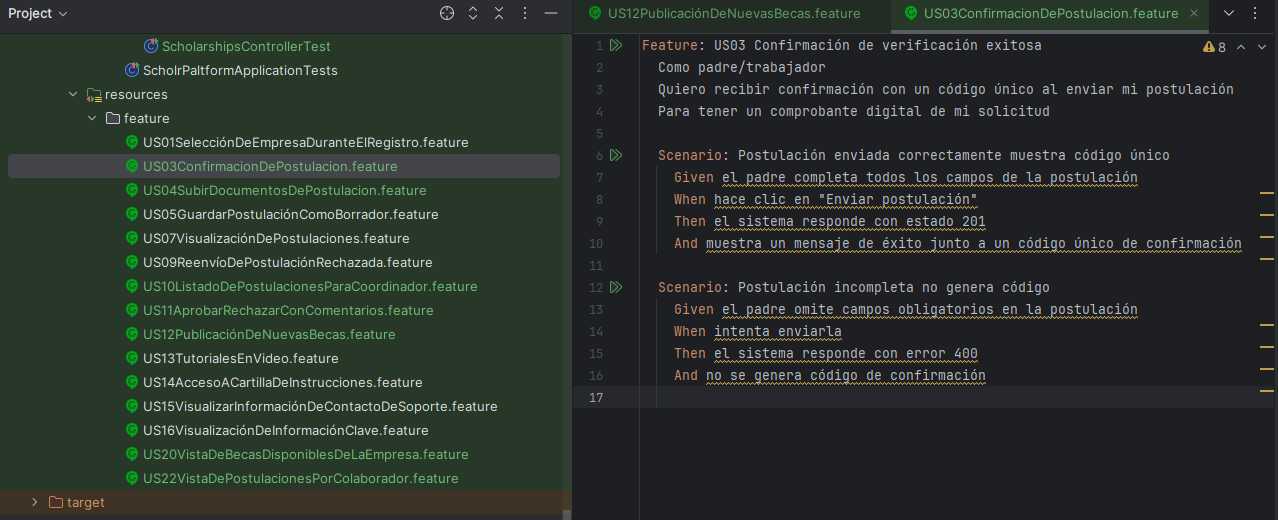 Project
ScholarshipsControllerTest
ScholrPaltformApplicationTests
resources
feature
US01SelecciónDeEmpresaDuranteElRegistro.feature
US03ConfirmacionDePostulacion.feature
US04SubirDocumentosDePostulacion.feature
US05GuardarPostulaciónComoBorrador.feature
US07VisualizaciónDePostulaciones.feature
US09ReenvíoDePostulaciónRechazada.feature
US10ListadoDePostulacionesParaCoordinador.feature
US11AprobarRechazarConComentarios.feature
US12PublicaciónDeNuevasBecas.feature
US13TutorialesEnVideo.feature
US14AccesoACartillaDeInstrucciones.feature
US15VisualizarInformaciónDeContactoDeSoporte.feature
US16VisualizaciónDeInformaciónClave.feature
US20VistaDeBecasDisponiblesDeLaEmpresa.feature
US22VistaDePostulacionesPorColaborador.feature
target
US12PublicaciónDeNuevasBecas.feature
US03ConfirmacionDePostulacion.feature
8
1 Feature: US03 Confirmación de verificación exitosa
2 Como padre/trabajador
3 Quiero recibir confirmación con un código único al enviar mi postulación
4 Para tener un comprobante digital de mi solicitud
5
6 Scenario: Postulación enviada correctamente muestra código único
7 Given el padre completa todos los campos de la postulación
8 When hace clic en "Enviar postulación"
9 Then el sistema responde con estado 201
10 And muestra un mensaje de éxito junto a un código único de confirmación
11
12 Scenario: Postulación incompleta no genera código
13 Given el padre omite campos obligatorios en la postulación
14 When intenta enviarla
15 Then el sistema responde con error 400
16 And no se genera código de confirmación
17